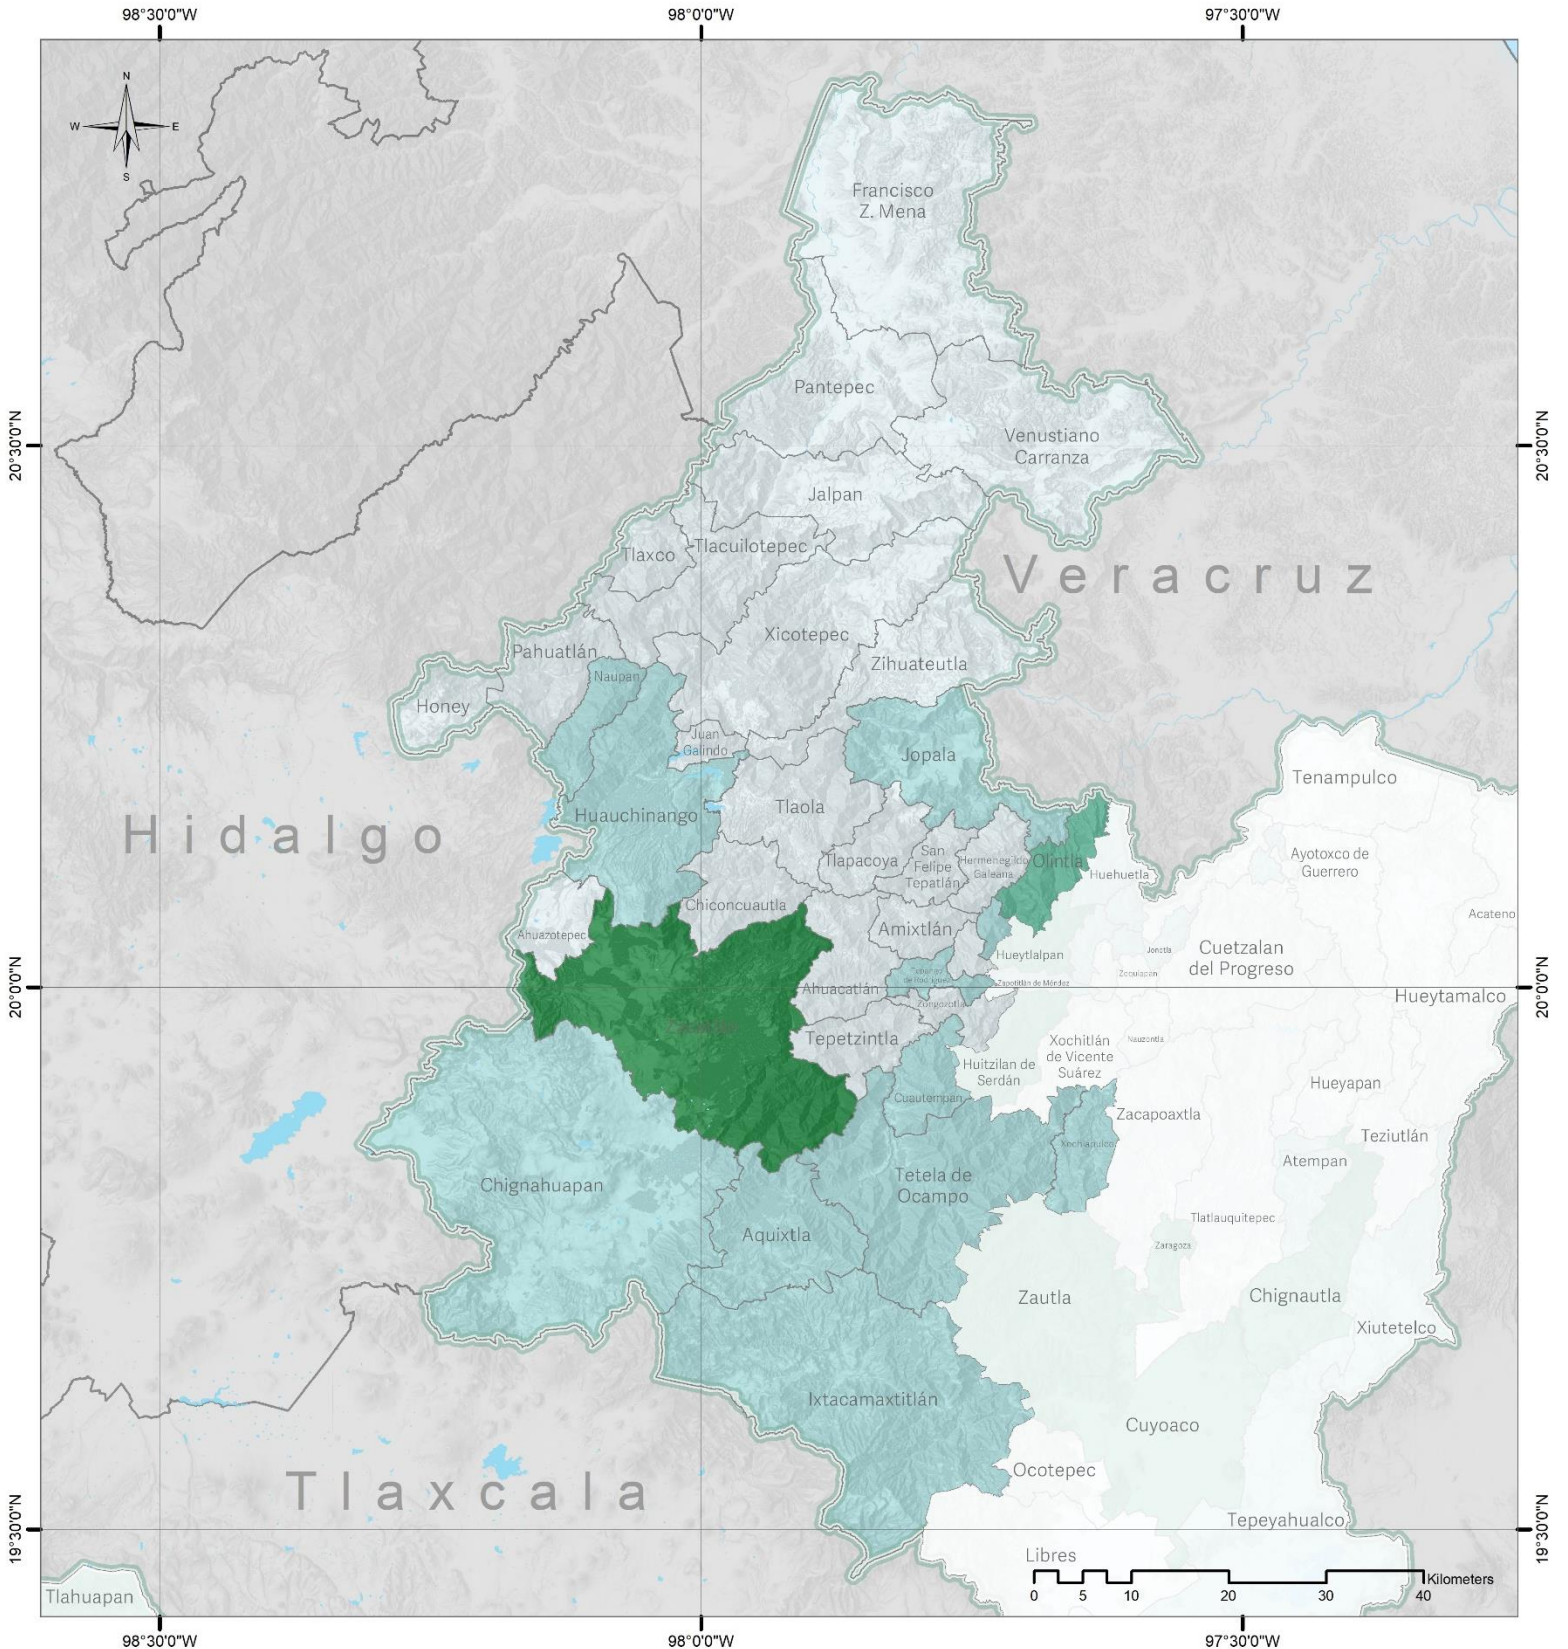 98°30'0"W
98°0'0"W
97°30'0"W
N
W
E
S
Francisco
Z. Mena
Pantepec
20°30'0"N
Venustiano
Carranza
20°30'0"N
Jalpan
Tlaxco
Tlacuilotepec
Veracruz
Xicotepec
Pahuatlán
Zihuateutla
Naupan
Honey
Juan
Galindo
Jopala
Tenampulco
Huauchinango
Tlaola
Hidalgo
Tlapacoya
San
Felipe
Tepatlán
Hermenegildo
Galeana
Olintla
Huehuetla
Ayotoxco de
Guerrero
Chiconcuautla
Acateno
Ahuazotepec
Amixtlán
Hueytlalpan
Jonotla
Cuetzalan
del Progreso
Zoquiapan
20°0'0"N
Ahuacatlán
Zapotitlán de Méndez
Hueytamalco
20°0'0"N
Tepetzintla
Xochitlán
de Vicente
Suárez
Nauzontla
Huitzilan de
Serdán
Hueyapan
Cuautempan
Zacapoaxtla
Xochiapulco
Teziutlán
Atempan
Chignahuapan
Tetela de
Ocampo
Tlatlauquitepec
Aquixtla
Zaragoza
Zautla
Chignautla
Xiutetelco
Ixtacamaxtitlán
Cuyoaco
Ocotepec
Tlaxcala
Tepeyahualco
19°30'0"N
19°30'0"N
Libres
Kilometers
0 5 10 20 30 40
Tlahuapan
98°30'0"W
98°0'0"W
97°30'0"W